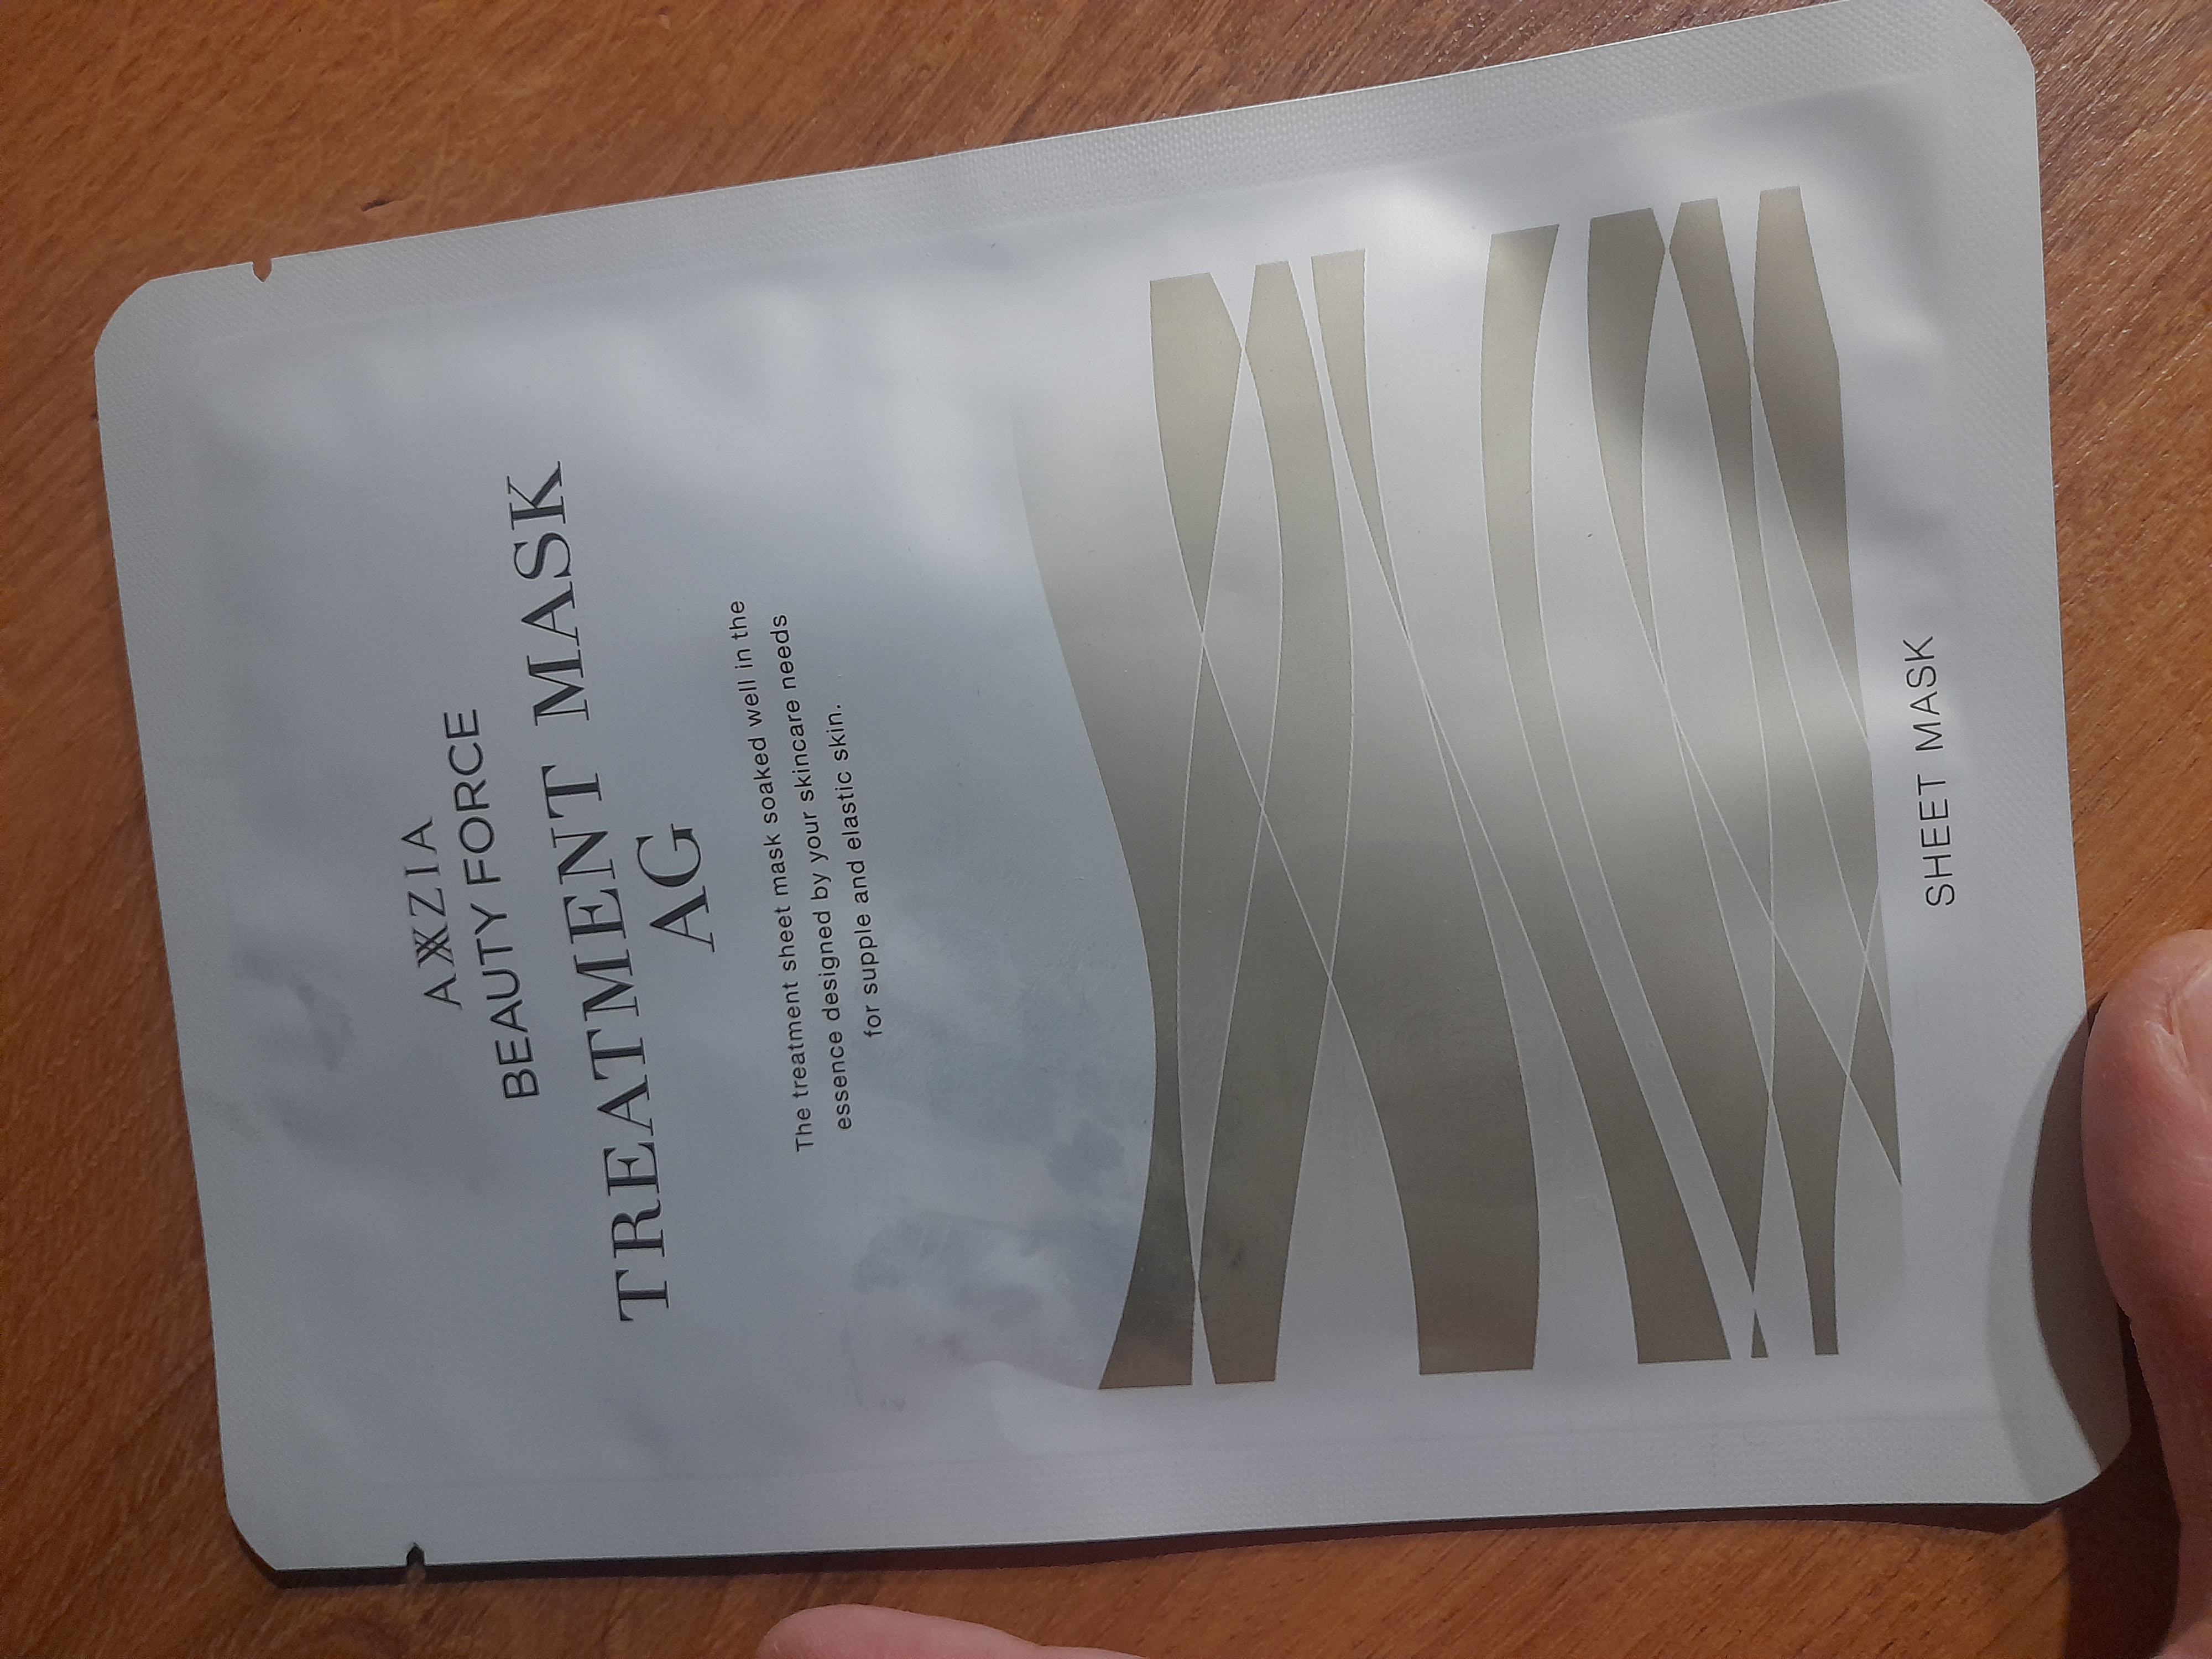 AXXZIA
BEAUTY FORCE
TREATMENT MASK
AG
The treatment sheet mask soaked well in the
essence designed by your skincare needs
for supple and elastic skin.
SHEET MASK